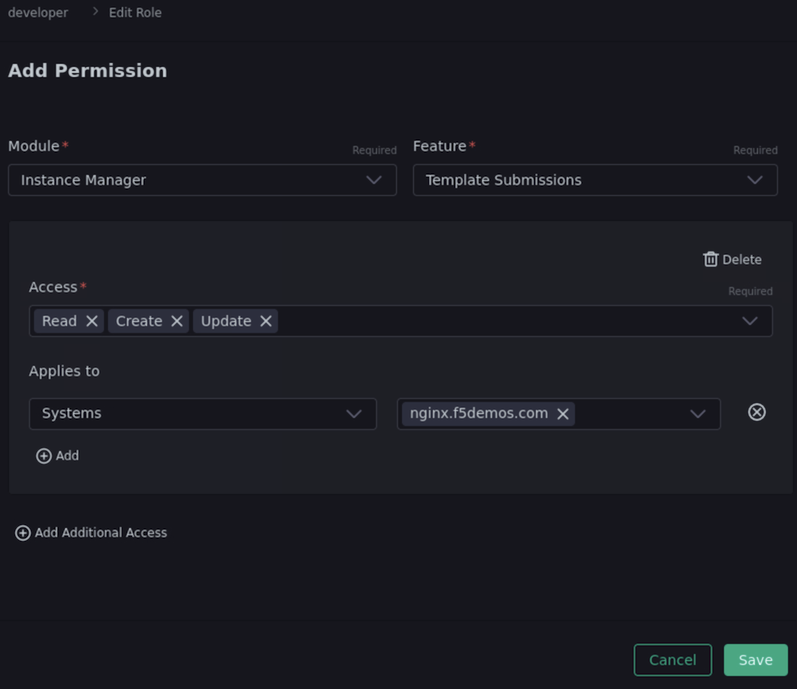 developer > Edit Role
Add Permission
Module* Required Feature* Required
Instance Manager Template Submissions
Delete
Access* Required
Read Create Update
Applies to
Systems nginx.f5demos.com
Add
Add Additional Access
Cancel Save